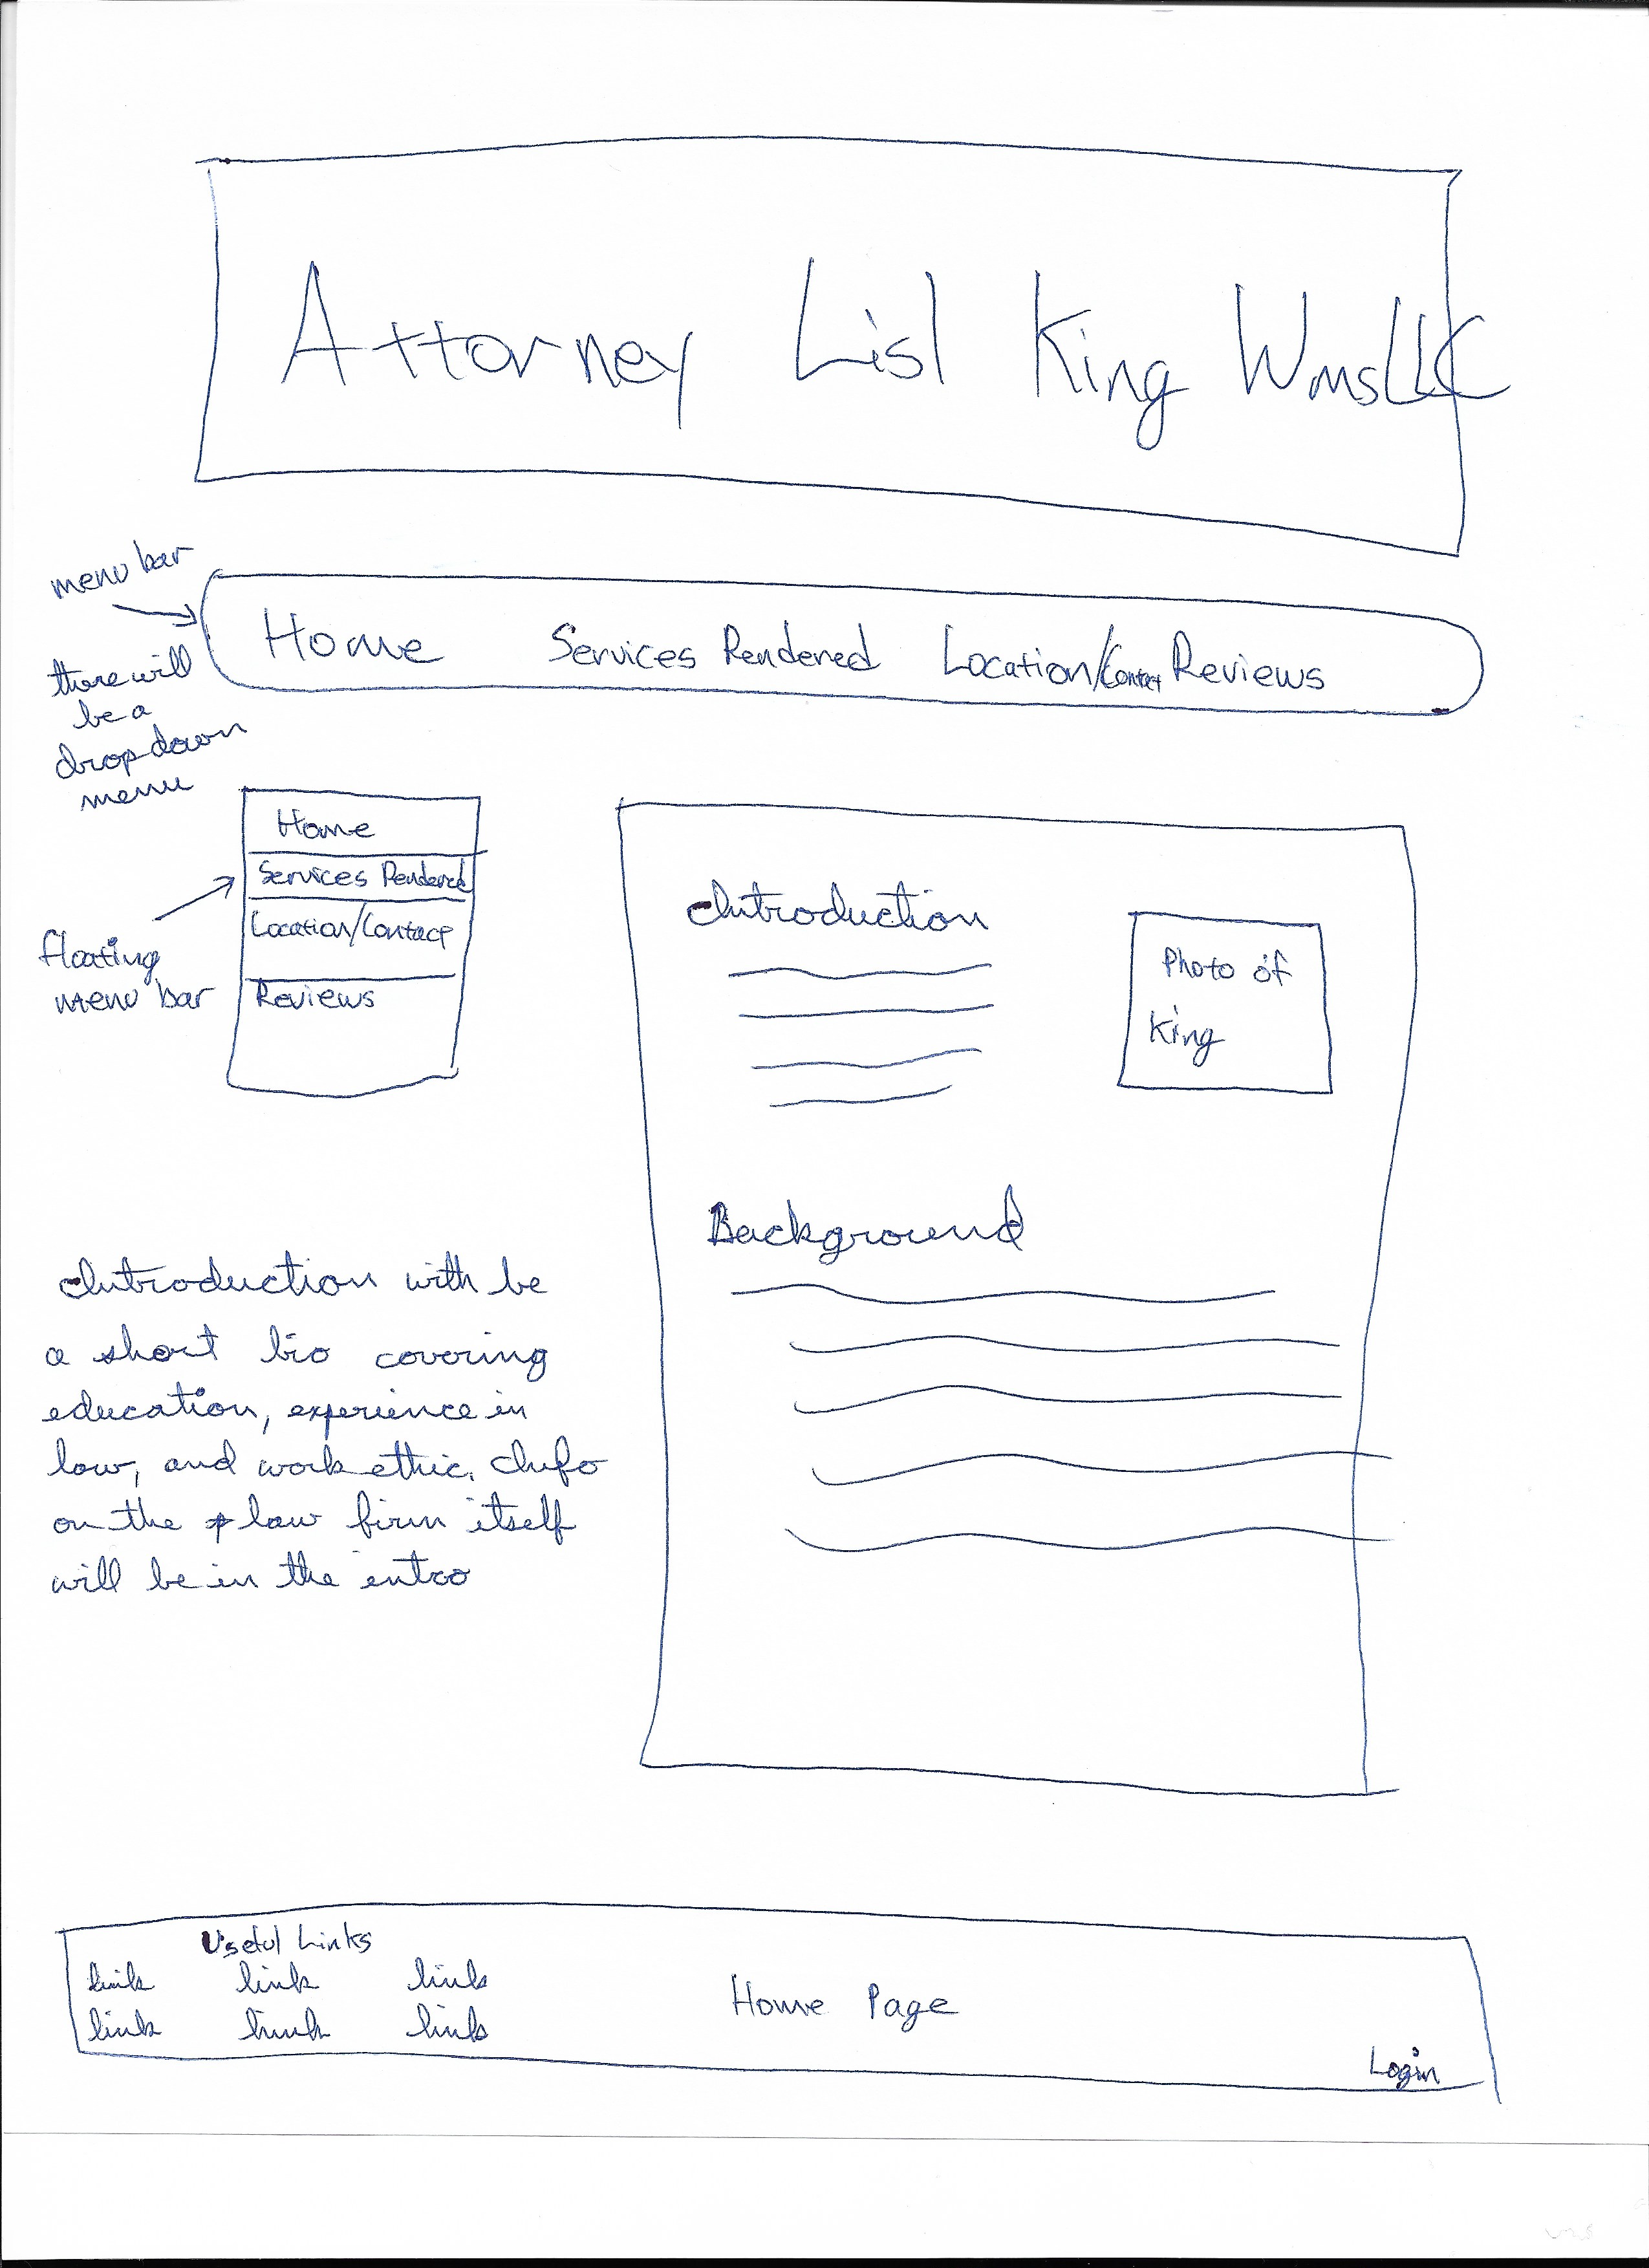 Attorney Lisl King Wms LLC
menu bar
Home Services Rendered Location/Contact Reviews
there will
be a
drop down
menu
Home
Services Rendered
Location/Contact
Reviews
floating
menu bar
Introduction
Photo of
King
Background
Introduction with be
a short bio covering
education, experience in
law, and work ethic. Info
on the law firm itself
will be in the intro
Useful Links
link link link
link link link
Home Page
Login